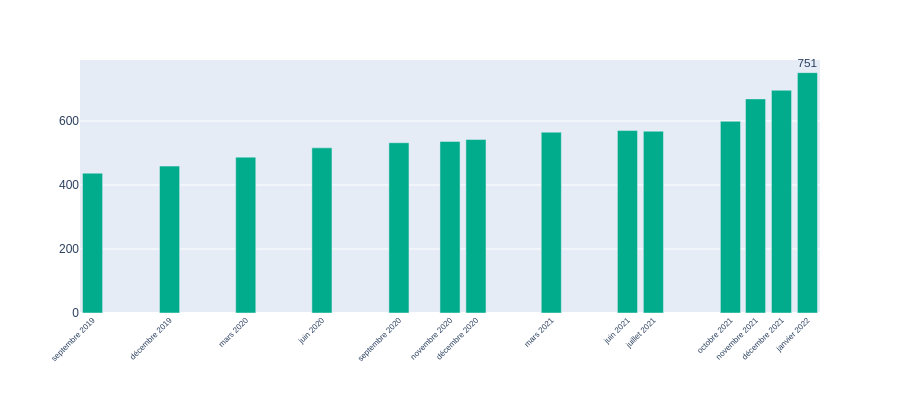 751
600
400
200
0
septembre 2019
décembre 2019
mars 2020
juin 2020
septembre 2020
novembre 2020
décembre 2020
mars 2021
juin 2021
juillet 2021
octobre 2021
novembre 2021
décembre 2021
janvier 2022